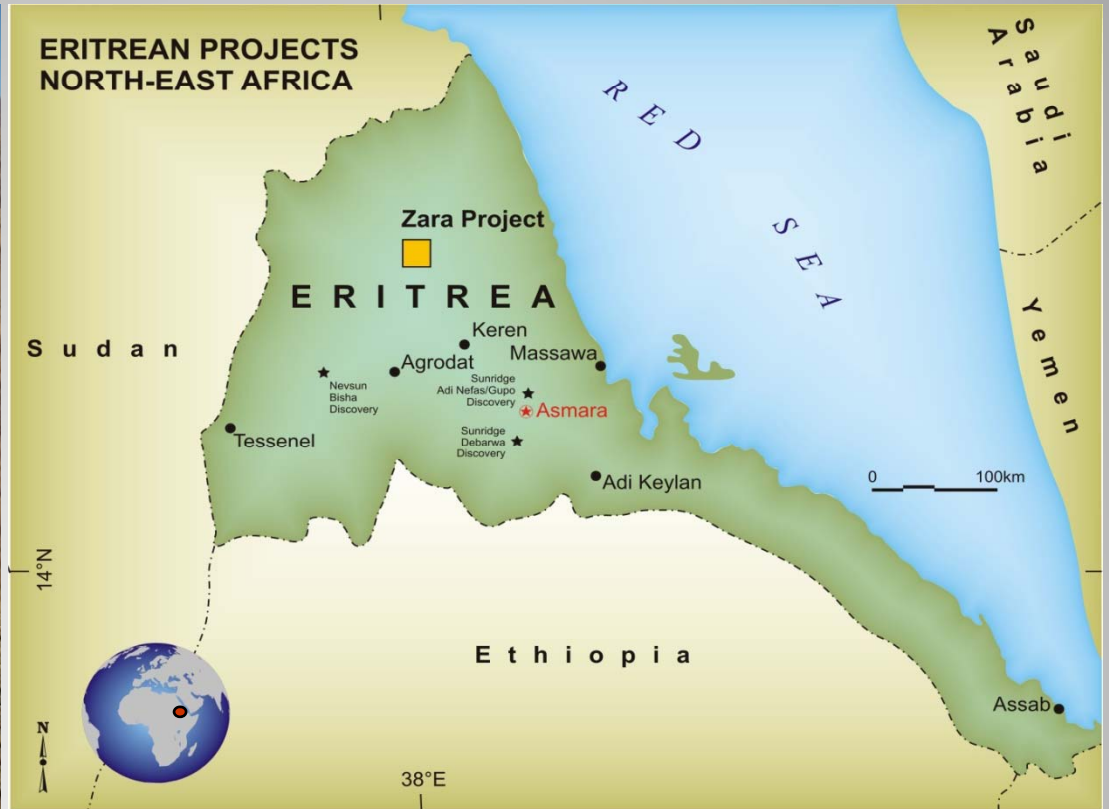 ERITREAN PROJECTS
NORTH-EAST AFRICA
Saudi
Arabia
RED
SEA
Zara Project
ERITREA
Sudan
Keren
Massawa
Agrodat
Nevsun
Bisha
Discovery
Sunridge
Adi Nefas/Gupo
Discovery
Asmara
Yemen
Tessenel
Sunridge
Debarwa
Discovery
Adi Keylan
0 100km
14°N
Ethiopia
Assab
N
38°E